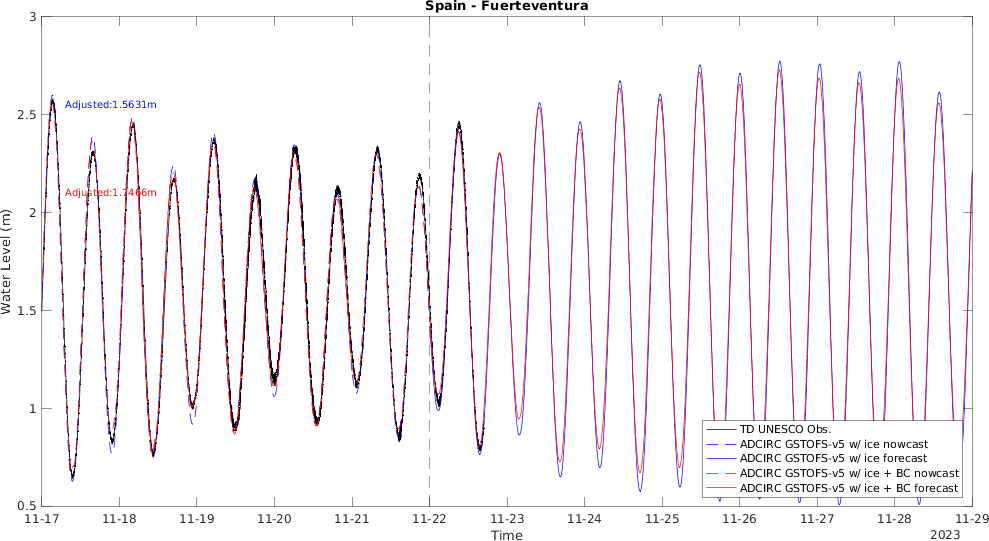 Spain - Fuerteventura
3
2.5
2
1.5
1
0.5
Water Level (m)
Adjusted:1.5631m
Adjusted:1.7466m
TD UNESCO Obs.
ADCIRC GSTOFS-v5 w/ ice nowcast
ADCIRC GSTOFS-v5 w/ ice forecast
ADCIRC GSTOFS-v5 w/ ice + BC nowcast
ADCIRC GSTOFS-v5 w/ ice + BC forecast
11-17 11-18 11-19 11-20 11-21 11-22 11-23 11-24 11-25 11-26 11-27 11-28 11-29
Time
2023